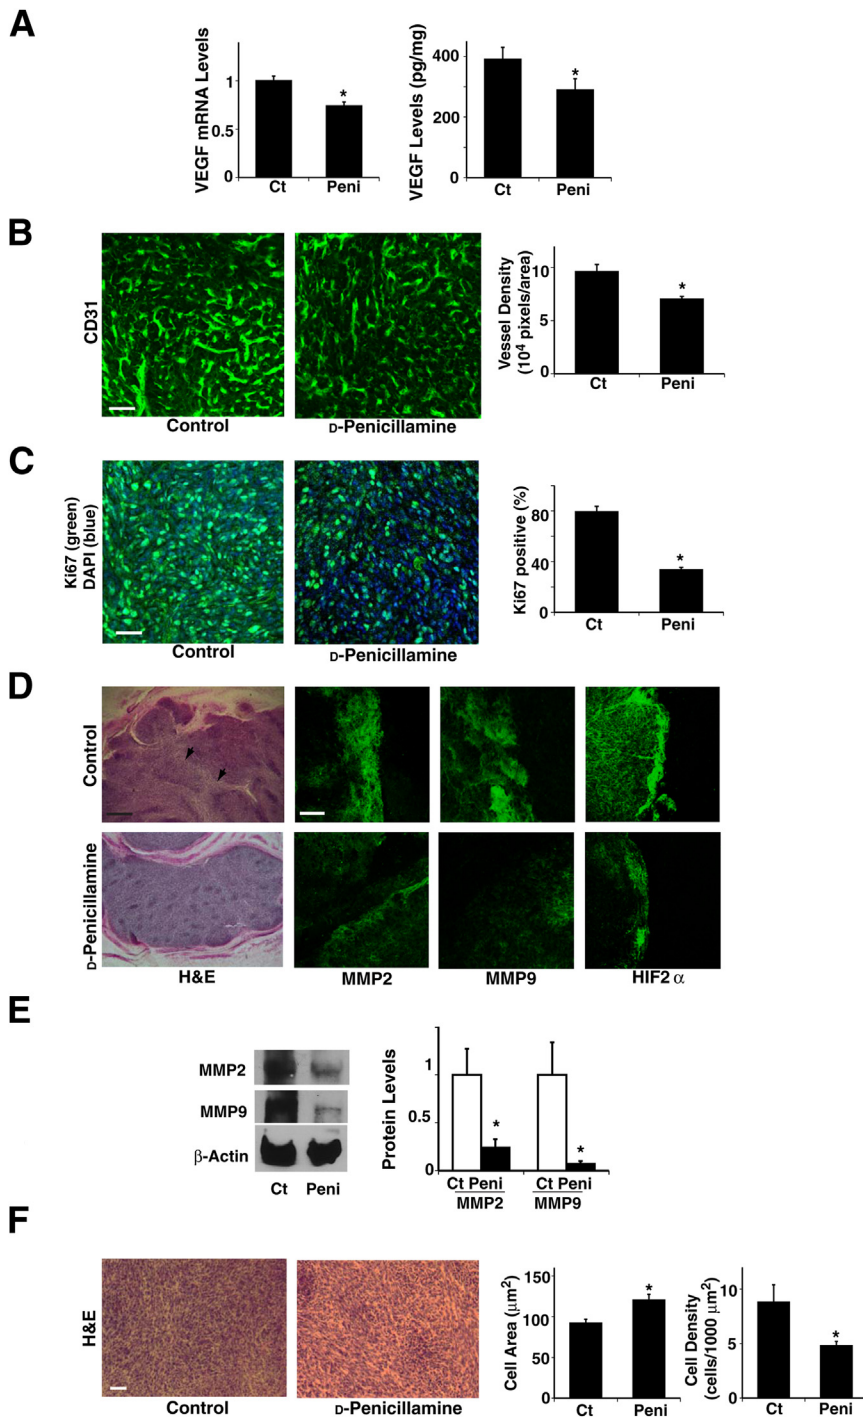 A
VEGF mRNA Levels
1
0.5
0
*
Ct Peni
VEGF Levels (pg/mg)
400
200
0
*
Ct Peni
B
CD31
Control
D-Penicillamine
Vessel Density
(10⁴ pixels/area)
10
5
0
*
Ct Peni
C
Ki67 (green)
DAPI (blue)
Control
D-Penicillamine
Ki67 positive (%)
80
40
0
*
Ct Peni
D
Control
D-Penicillamine
H&E MMP2 MMP9 HIF2 α
E
MMP2
MMP9
β-Actin
Ct Peni
Protein Levels
1
0.5
0
* *
Ct Peni Ct Peni
MMP2 MMP9
F
H&E
Control
D-Penicillamine
Cell Area (μm²)
150
100
50
0
*
Ct Peni
Cell Density
(cells/1000 μm²)
10
5
0
*
Ct Peni